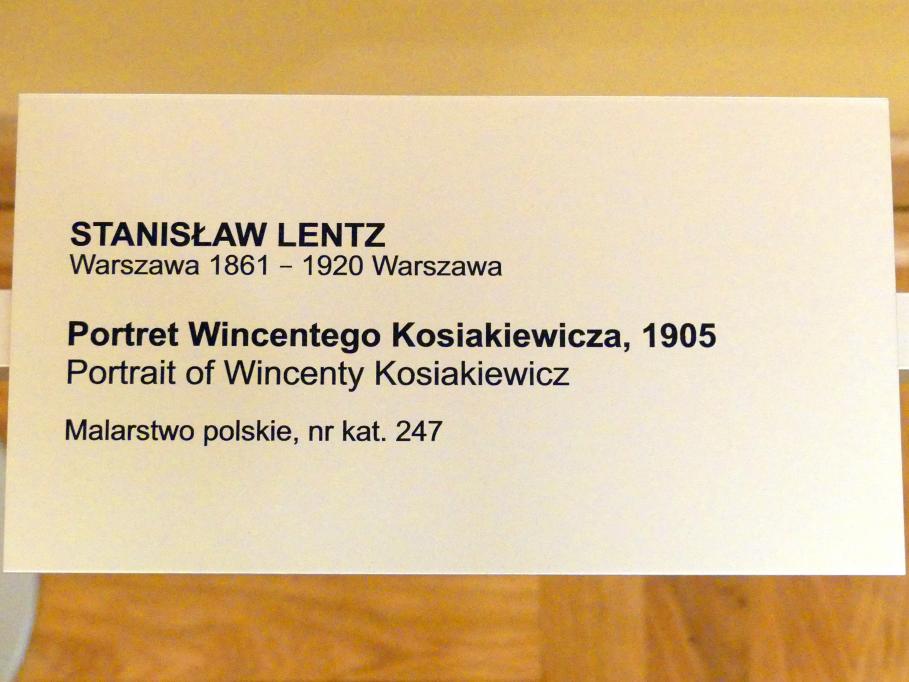 STANISŁAW LENTZ
Warszawa 1861 – 1920 Warszawa
Portret Wincentego Kosiakiewicza, 1905
Portrait of Wincenty Kosiakiewicz
Malarstwo polskie, nr kat. 247